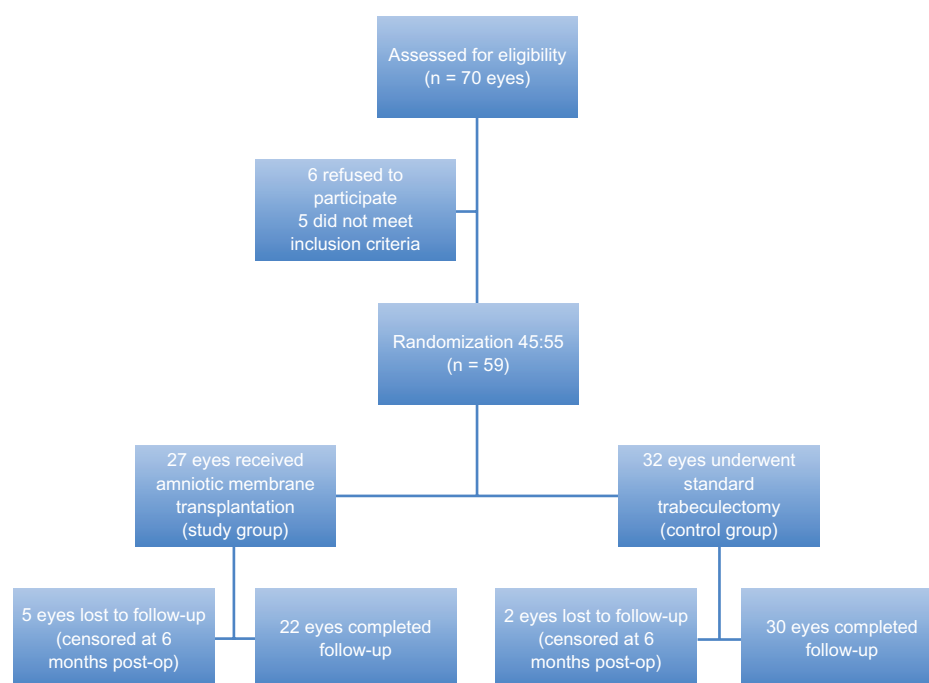 Assessed for eligibility
(n = 70 eyes)
6 refused to
participate
5 did not meet
inclusion criteria
Randomization 45:55
(n = 59)
27 eyes received
amniotic membrane
transplantation
(study group)
32 eyes underwent
standard
trabeculectomy
(control group)
5 eyes lost to follow-up
(censored at 6
months post-op)
22 eyes completed
follow-up
2 eyes lost to follow-up
(censored at 6
months post-op)
30 eyes completed
follow-up